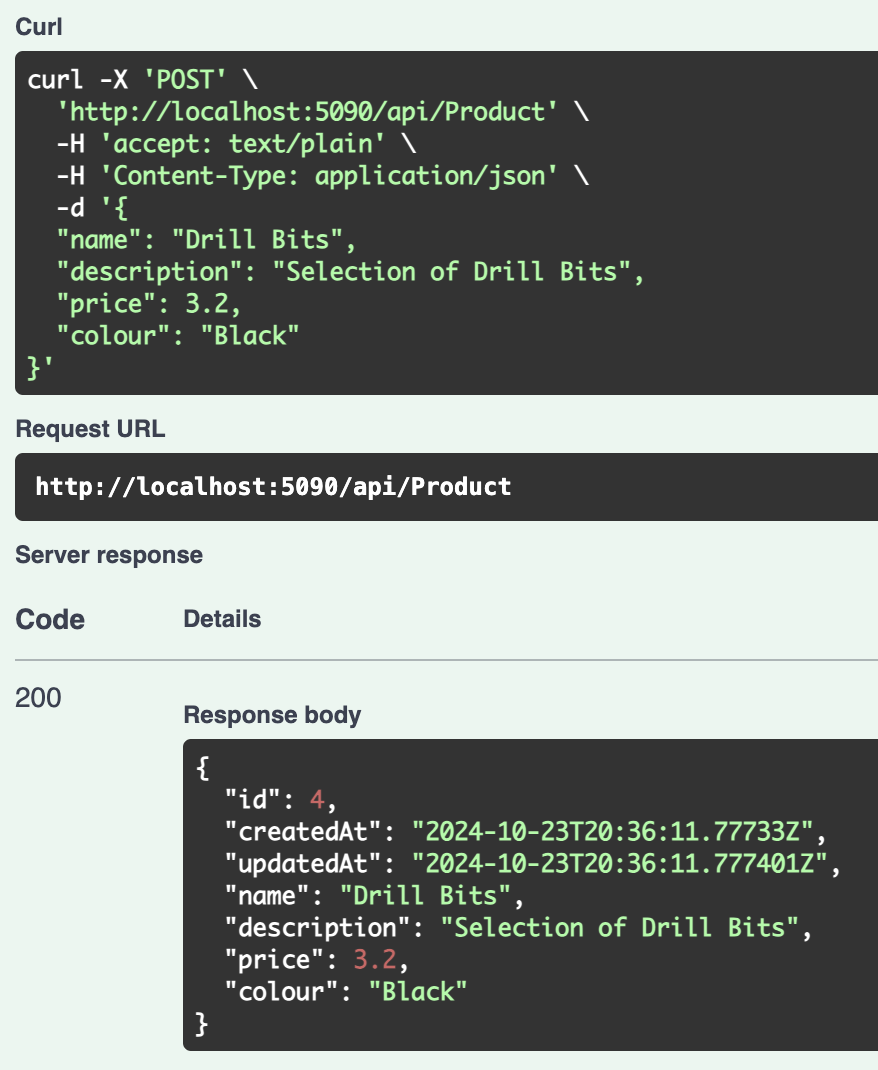 Curl
curl -X 'POST' \
  'http://localhost:5090/api/Product' \
  -H 'accept: text/plain' \
  -H 'Content-Type: application/json' \
  -d '{
  "name": "Drill Bits",
  "description": "Selection of Drill Bits",
  "price": 3.2,
  "colour": "Black"
}'
Request URL
http://localhost:5090/api/Product
Server response
Code Details
200
Response body
{
  "id": 4,
  "createdAt": "2024-10-23T20:36:11.77733Z",
  "updatedAt": "2024-10-23T20:36:11.777401Z",
  "name": "Drill Bits",
  "description": "Selection of Drill Bits",
  "price": 3.2,
  "colour": "Black"
}